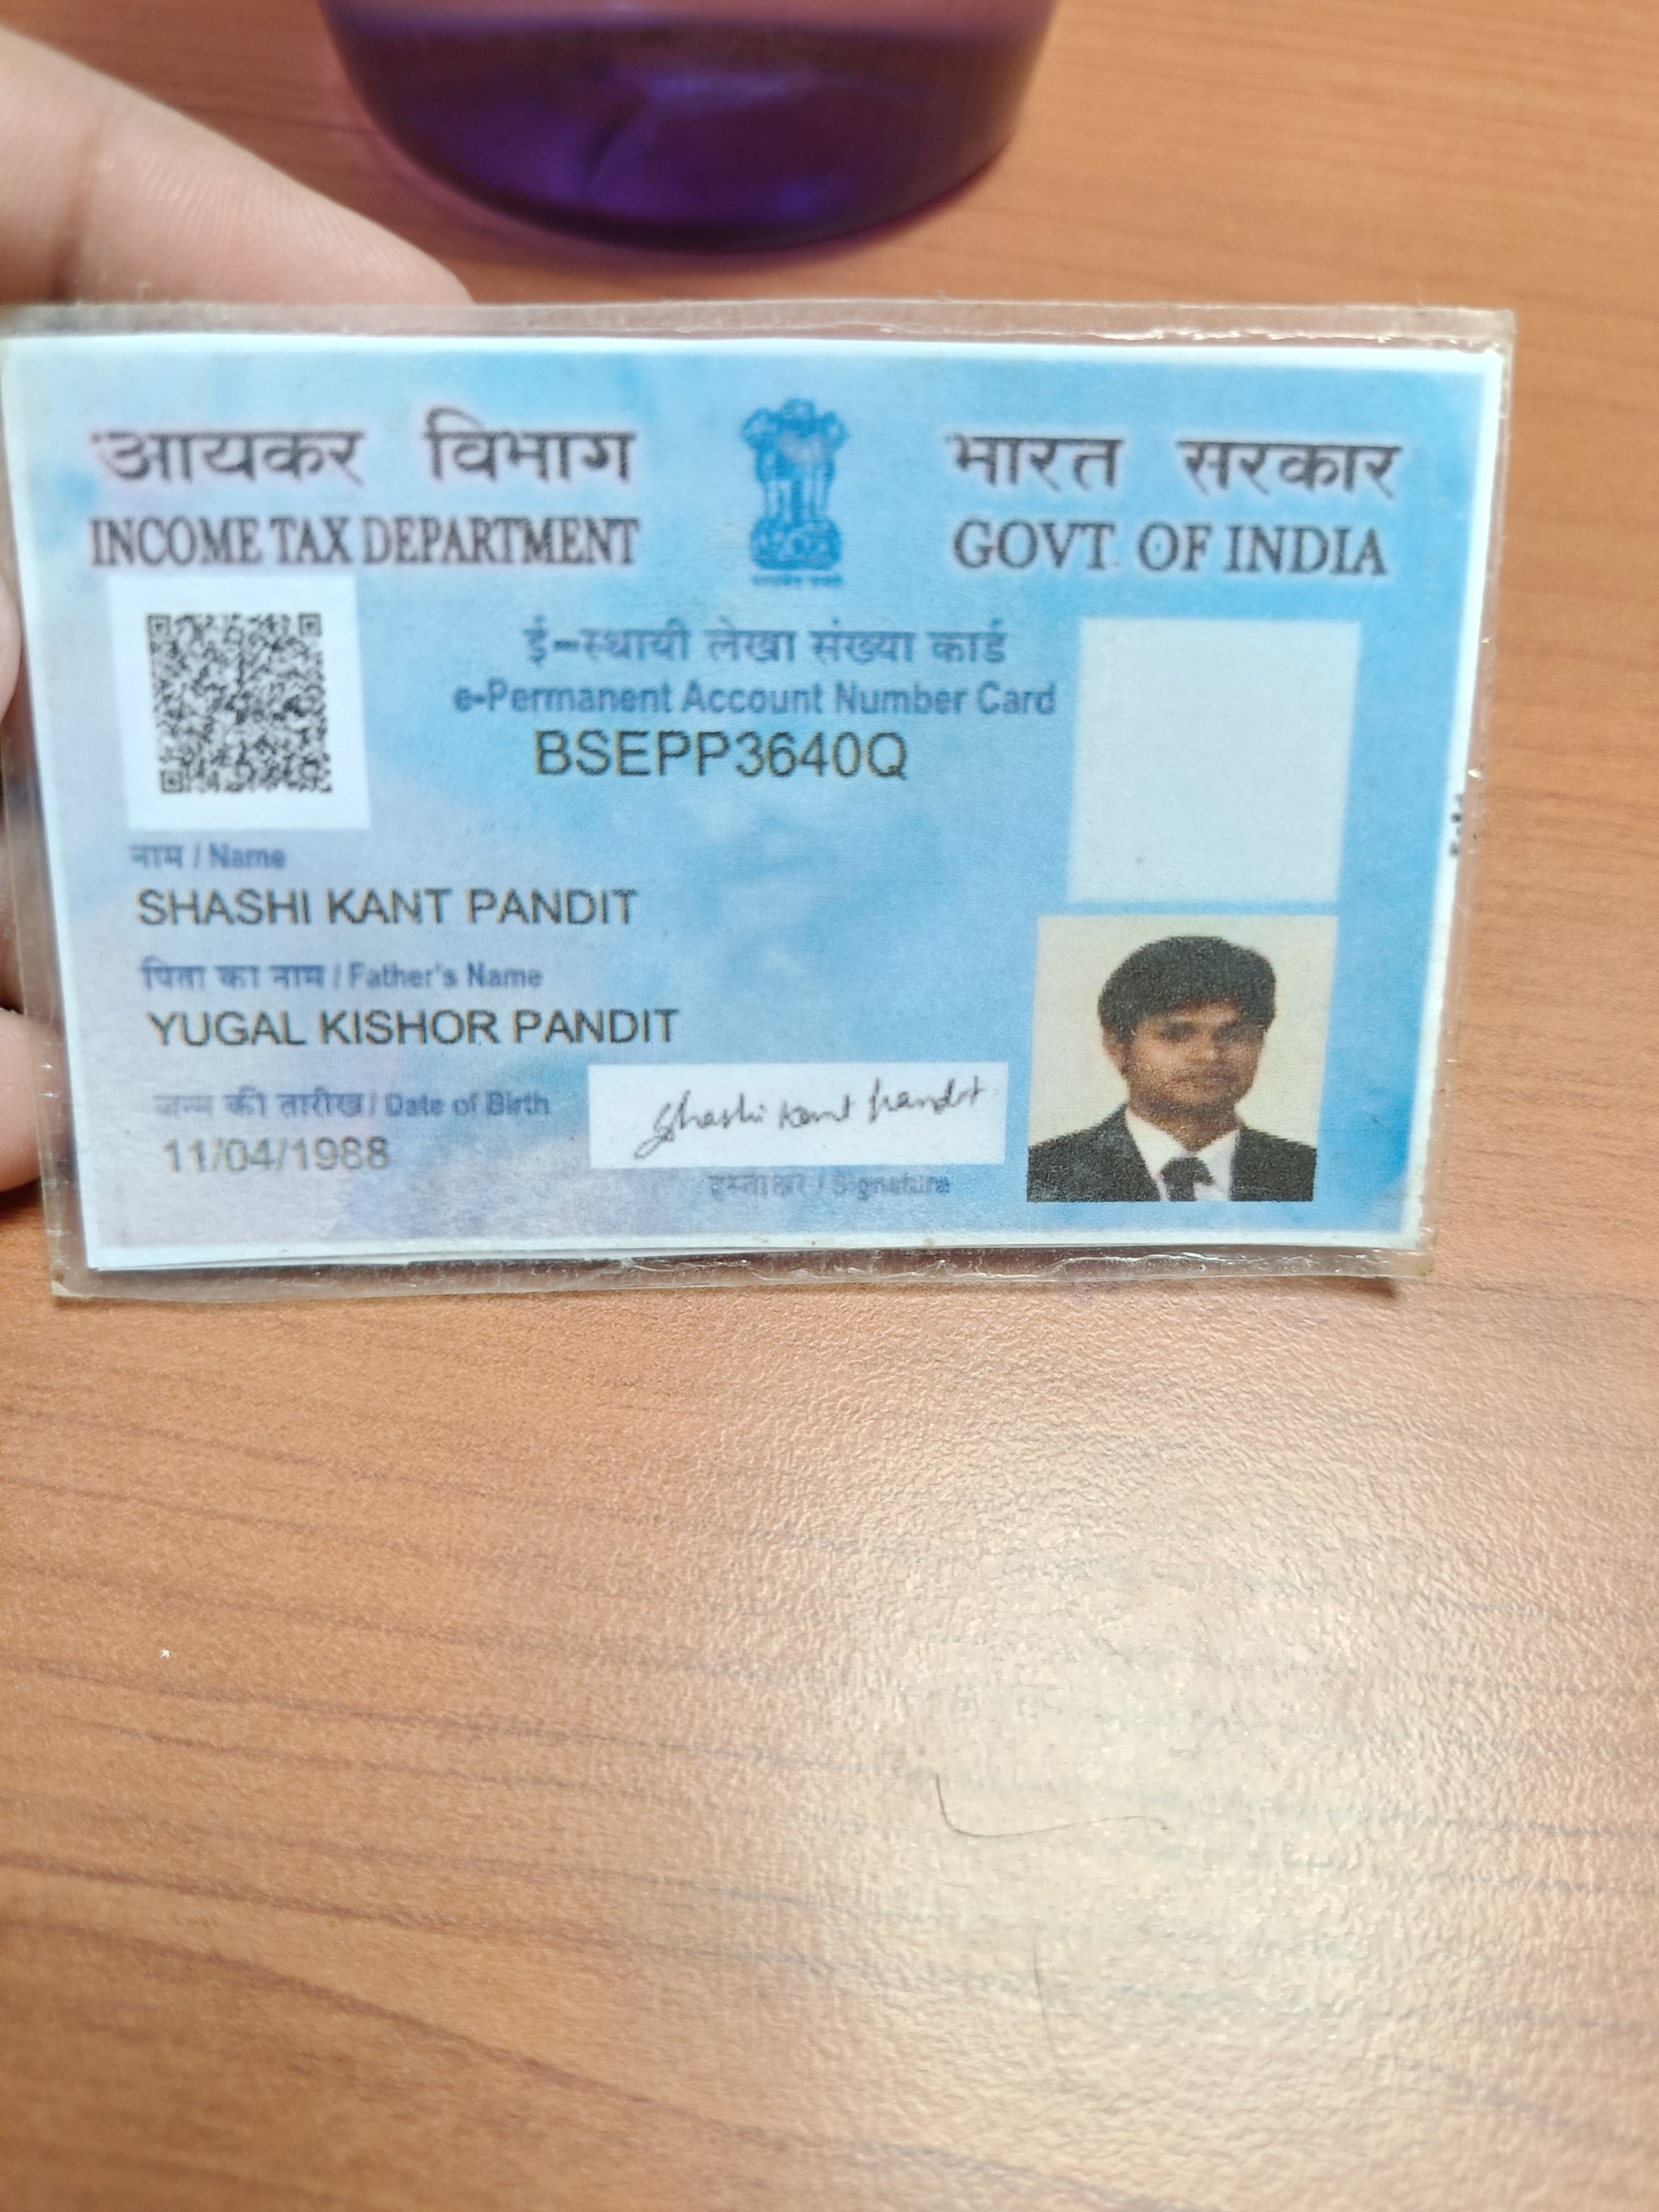 आयकर विभाग
INCOME TAX DEPARTMENT
भारत सरकार
GOVT OF INDIA
ई-स्थायी लेखा संख्या कार्ड
e-Permanent Account Number Card
BSEPP3640Q
नाम / Name
SHASHI KANT PANDIT
पिता का नाम / Father's Name
YUGAL KISHOR PANDIT
जन्म की तारीख / Date of Birth
11/04/1988
Shashi Kant Pandit
हस्ताक्षर / Signature